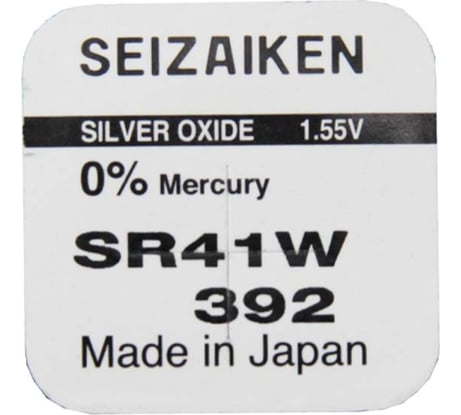 SEIZAIKEN
SILVER OXIDE 1.55V
0% Mercury
SR41W
392
Made in Japan